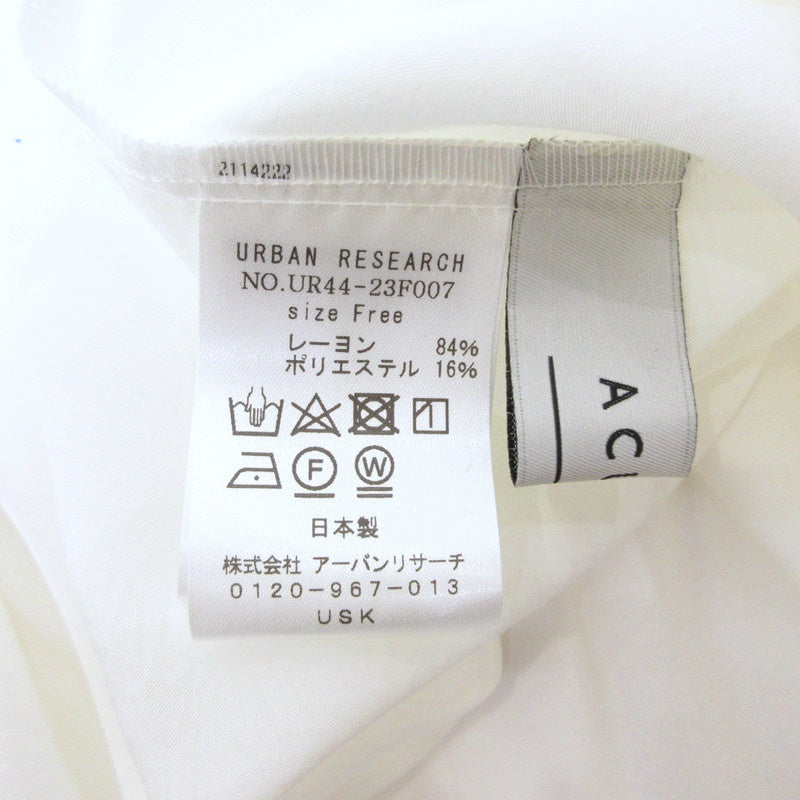 2114222
URBAN RESEARCH
NO.UR44-23F007
size Free
レーヨン 84%
ポリエステル 16%
F W
日本製
株式会社 アーバンリサーチ
0120-967-013
USK